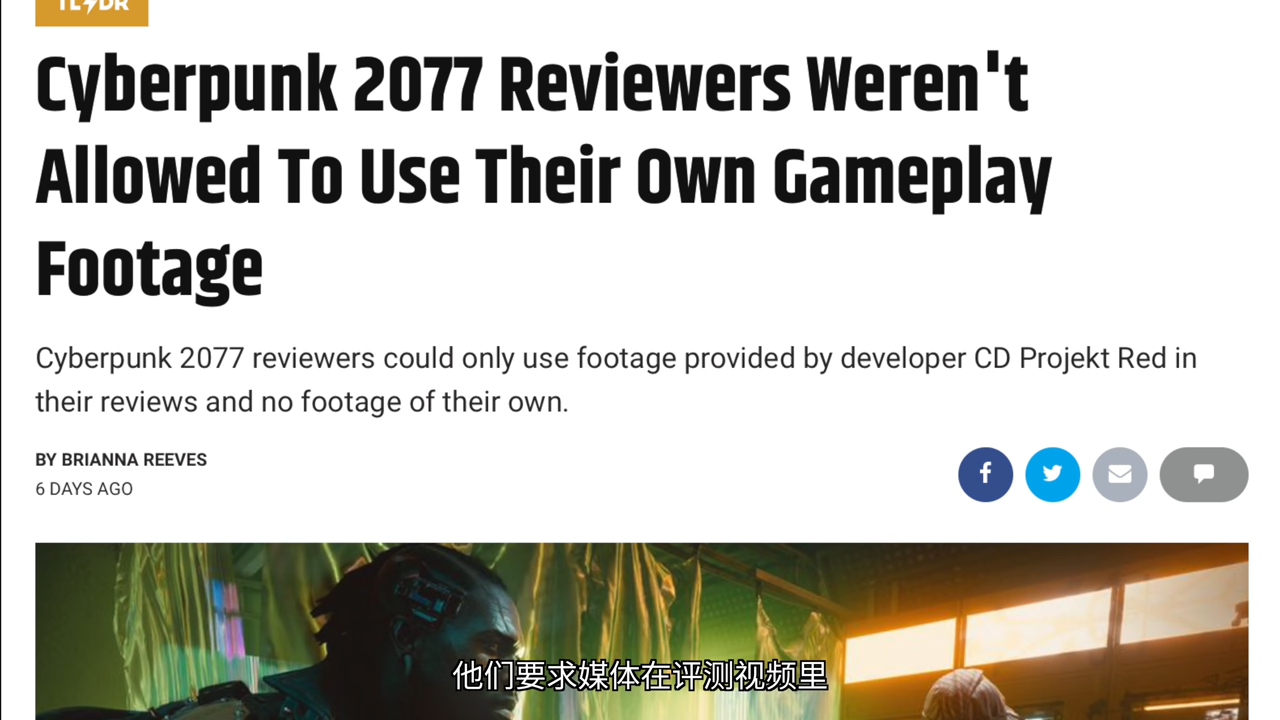 TL DR
Cyberpunk 2077 Reviewers Weren't
Allowed To Use Their Own Gameplay
Footage
Cyberpunk 2077 reviewers could only use footage provided by developer CD Projekt Red in
their reviews and no footage of their own.
BY BRIANNA REEVES
6 DAYS AGO
他们要求媒体在评测视频里